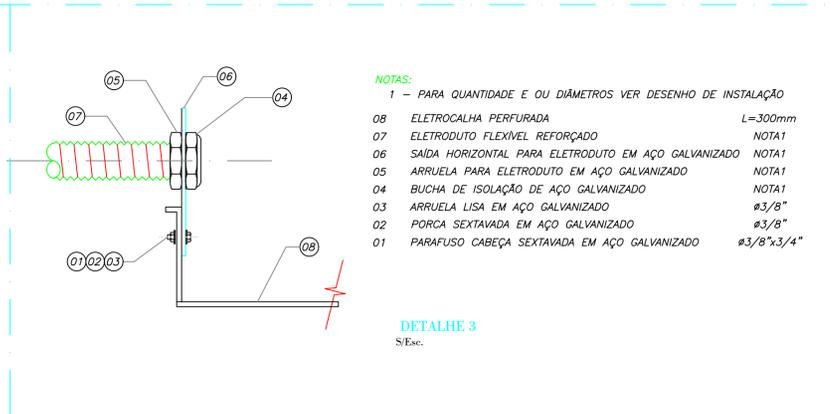 05
06
04
07
010203
08
NOTAS:
1 – PARA QUANTIDADE E OU DIÂMETROS VER DESENHO DE INSTALAÇÃO
08 ELETROCALHA PERFURADA L=300mm
07 ELETRODUTO FLEXÍVEL REFORÇADO NOTA1
06 SAÍDA HORIZONTAL PARA ELETRODUTO EM AÇO GALVANIZADO NOTA1
05 ARRUELA PARA ELETRODUTO EM AÇO GALVANIZADO NOTA1
04 BUCHA DE ISOLAÇÃO DE AÇO GALVANIZADO NOTA1
03 ARRUELA LISA EM AÇO GALVANIZADO ø3/8"
02 PORCA SEXTAVADA EM AÇO GALVANIZADO ø3/8"
01 PARAFUSO CABEÇA SEXTAVADA EM AÇO GALVANIZADO ø3/8"x3/4"
DETALHE 3
S/Esc.